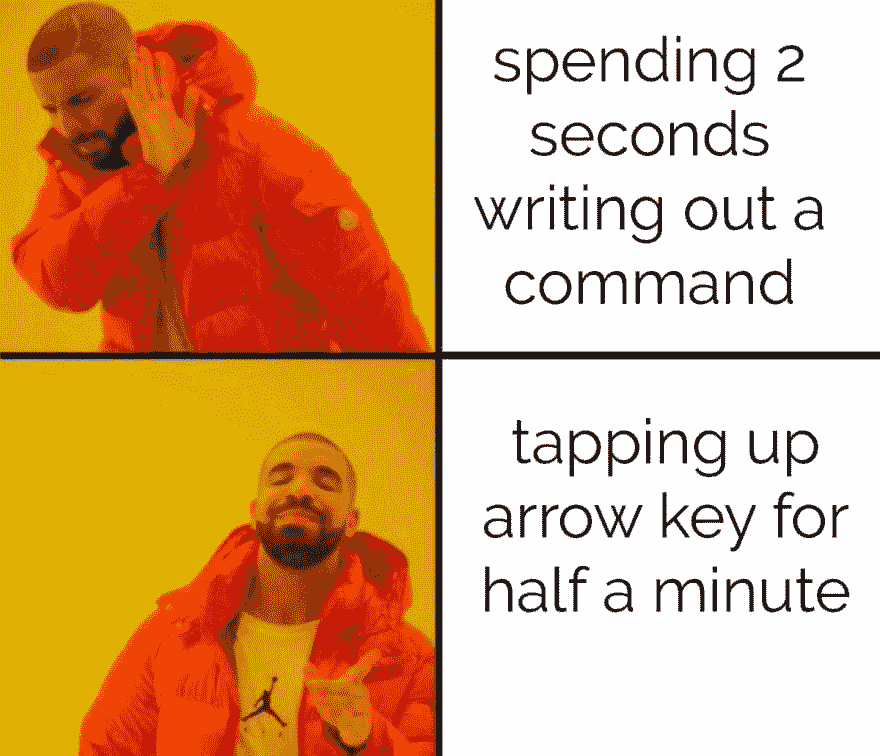 spending 2
seconds
writing out a
command
tapping up
arrow key for
half a minute